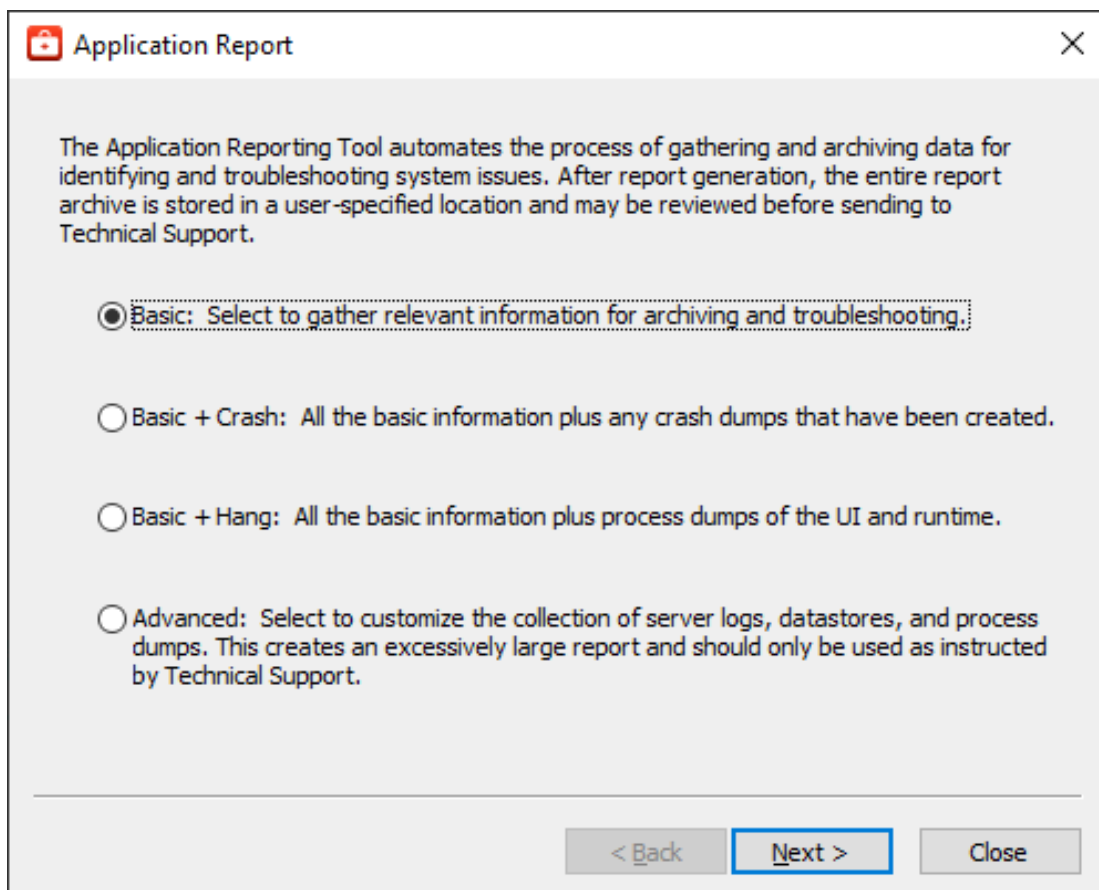 Application Report
The Application Reporting Tool automates the process of gathering and archiving data for
identifying and troubleshooting system issues. After report generation, the entire report
archive is stored in a user-specified location and may be reviewed before sending to
Technical Support.
Basic:  Select to gather relevant information for archiving and troubleshooting.
Basic + Crash:  All the basic information plus any crash dumps that have been created.
Basic + Hang:  All the basic information plus process dumps of the UI and runtime.
Advanced:  Select to customize the collection of server logs, datastores, and process
dumps. This creates an excessively large report and should only be used as instructed
by Technical Support.
< Back Next > Close